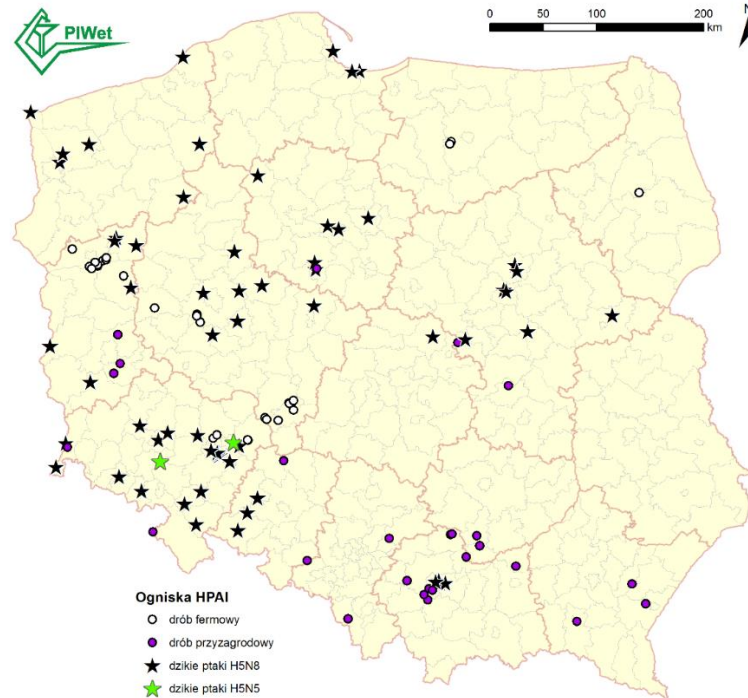 PIWet
0 50 100 200
km
N
Ogniska HPAI
drób fermowy
drób przyzagrodowy
dzikie ptaki H5N8
dzikie ptaki H5N5